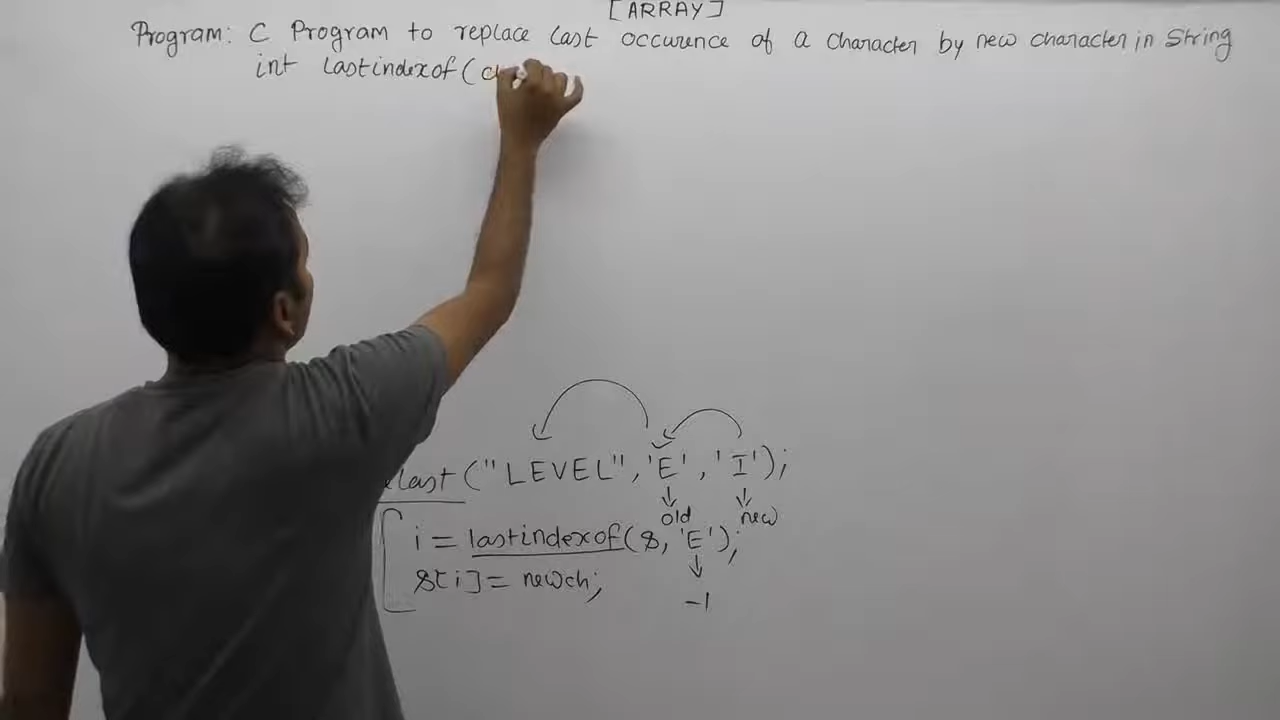 [ARRAY]
Program: C Program to replace last occurence of a character by new character in String
int lastindexof(
last("LEVEL", 'E', 'I');
old new
i = lastindexof(s, 'E');
s[i] = newch;
-1